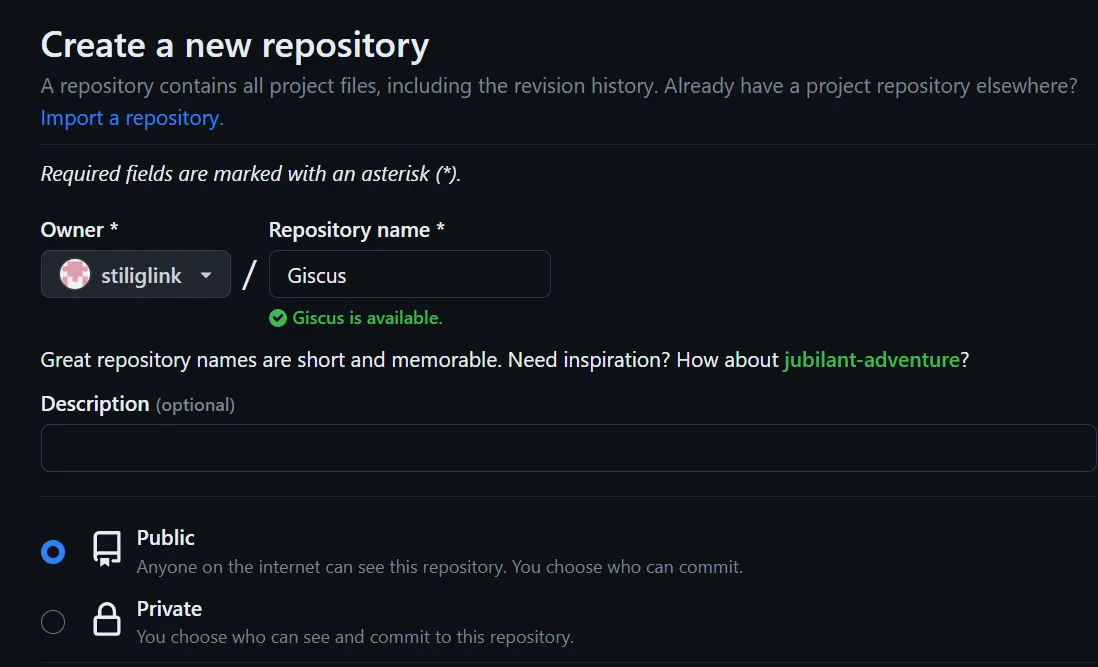 Create a new repository
A repository contains all project files, including the revision history. Already have a project repository elsewhere?
Import a repository.
Required fields are marked with an asterisk (*).
Owner * Repository name *
stiliglink / Giscus
Giscus is available.
Great repository names are short and memorable. Need inspiration? How about jubilant-adventure?
Description (optional)
Public
Anyone on the internet can see this repository. You choose who can commit.
Private
You choose who can see and commit to this repository.